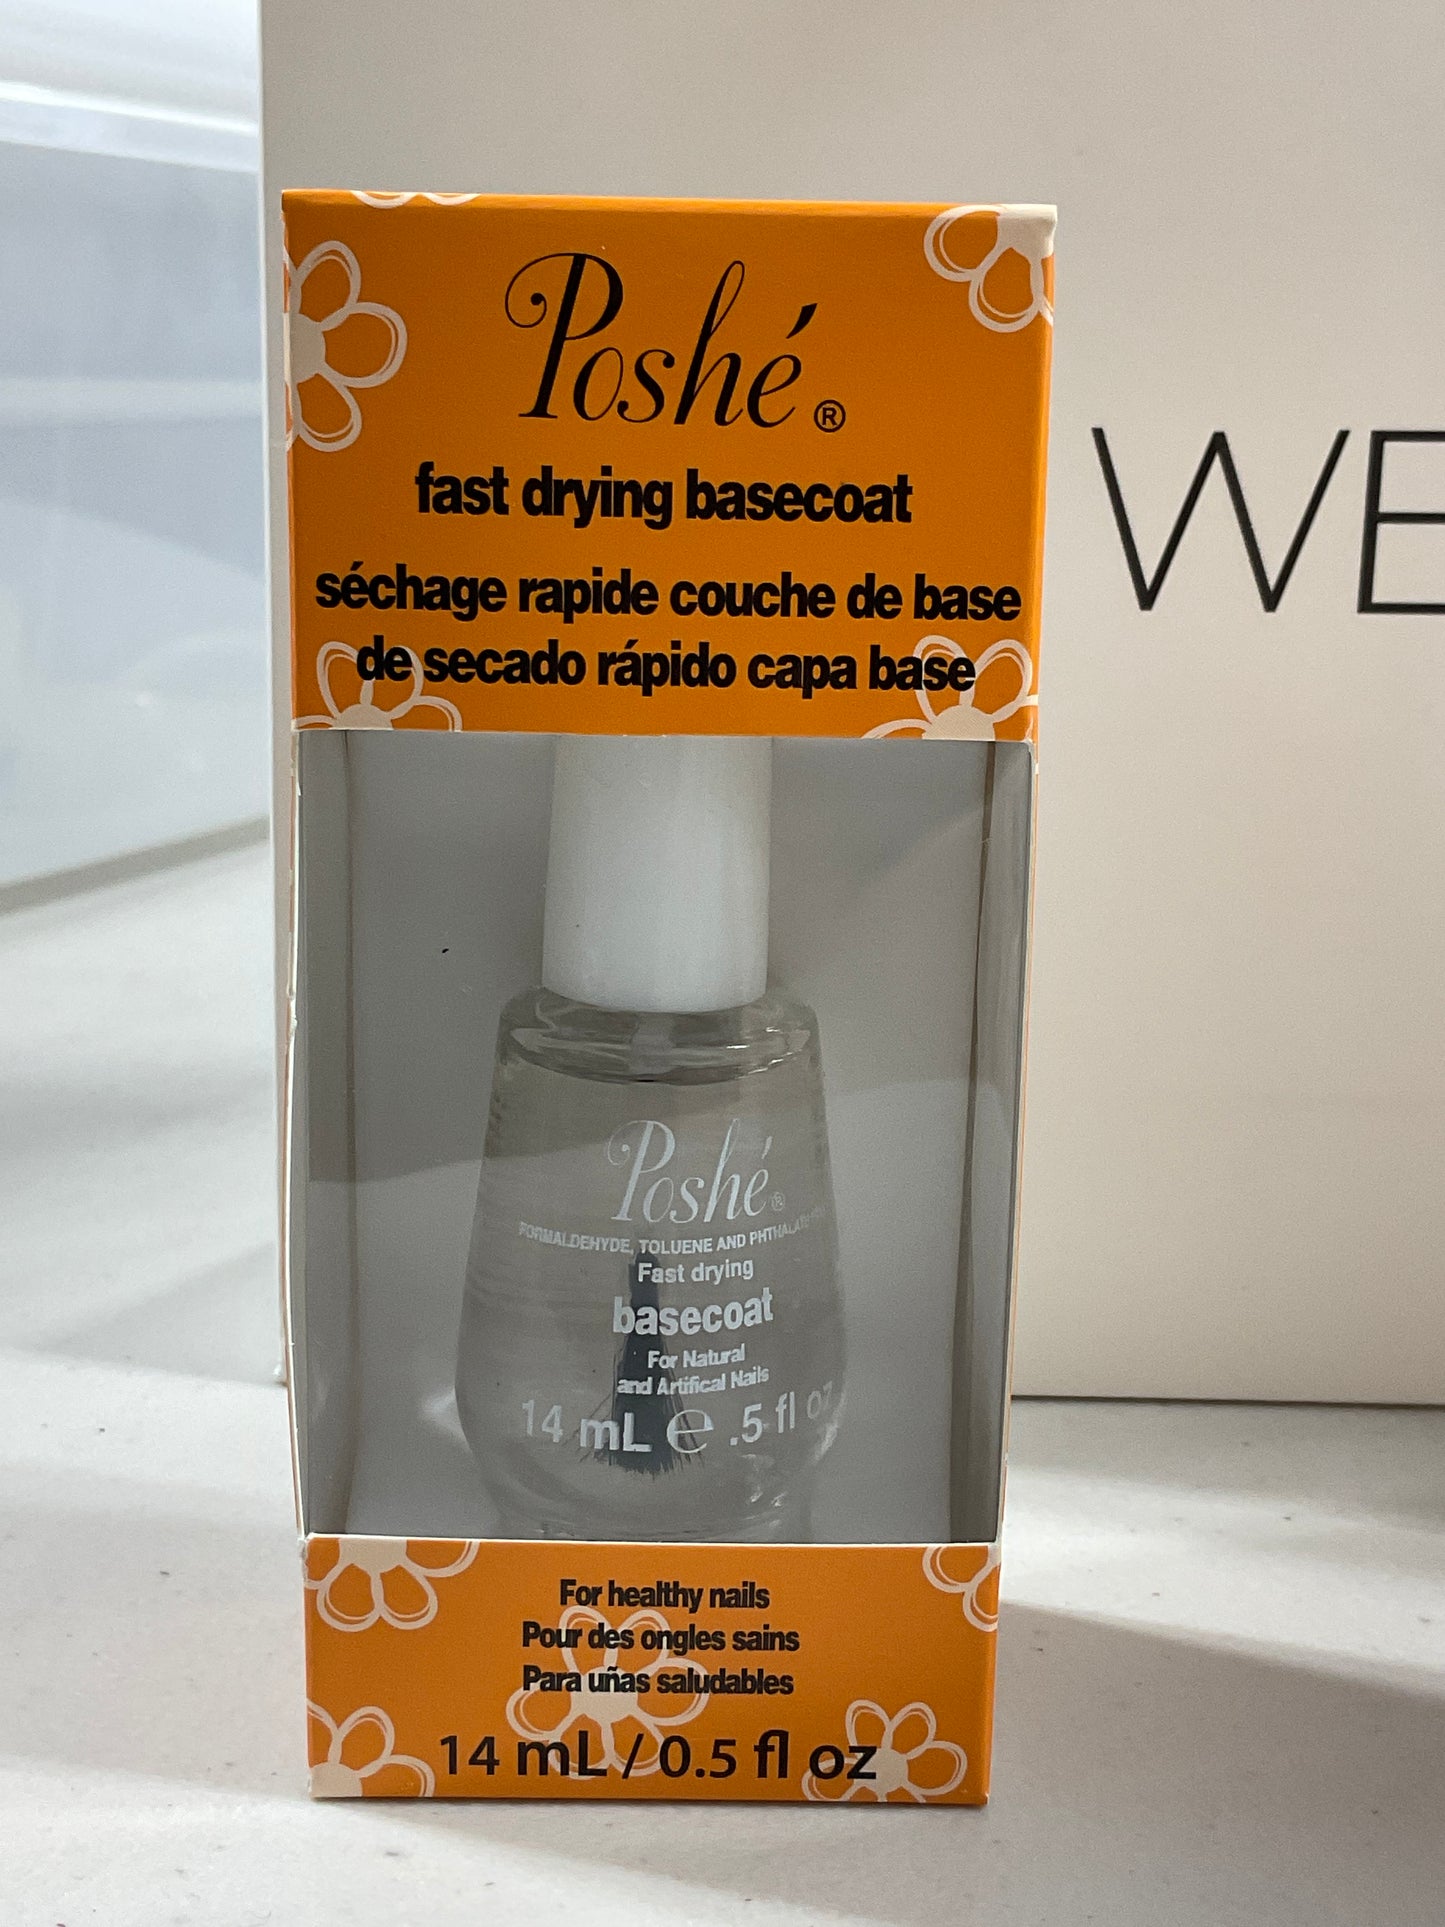 Poshé®
fast drying basecoat
séchage rapide couche de base
de secado rápido capa base
WE
Poshé®
FORMALDEHYDE, TOLUENE AND
Fast drying
basecoat
For Natural
and Artifical Nails
14 mL e .5 fl oz
For healthy nails
Pour des ongles sains
Para uñas saludables
14 mL / 0.5 fl oz